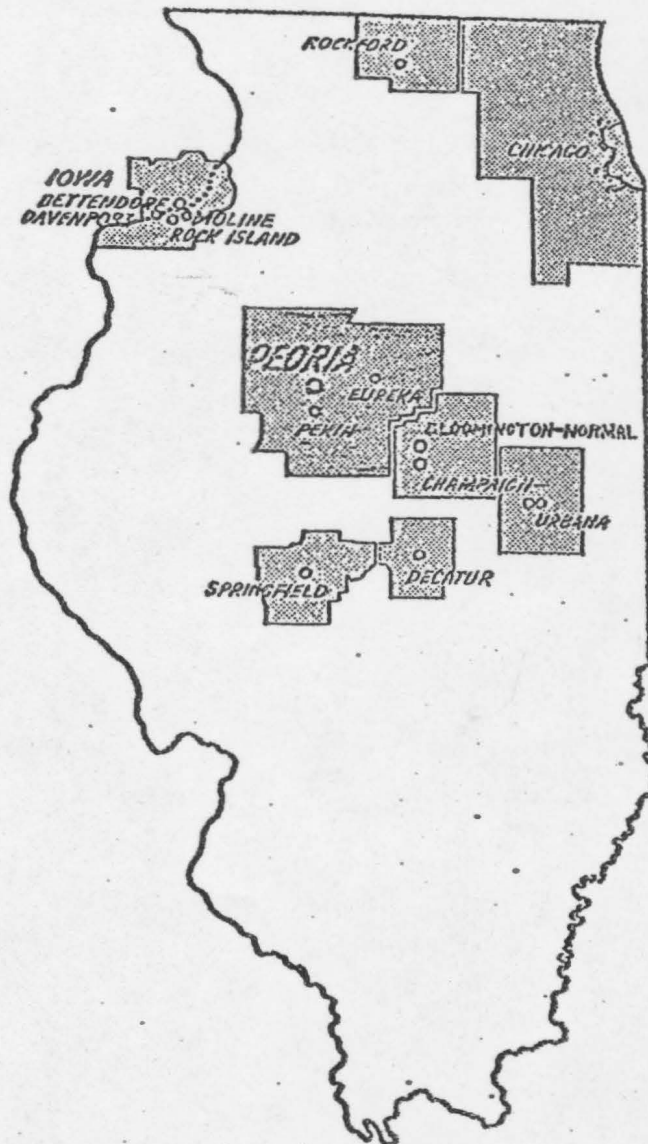 ROCKFORD
CHICAGO
IOWA
BETTENDORF
DAVENPORT
MOLINE
ROCK ISLAND
PEORIA
EUREKA
PEKIN
BLOOMINGTON-NORMAL
CHAMPAIGN-
URBANA
SPRINGFIELD
DECATUR